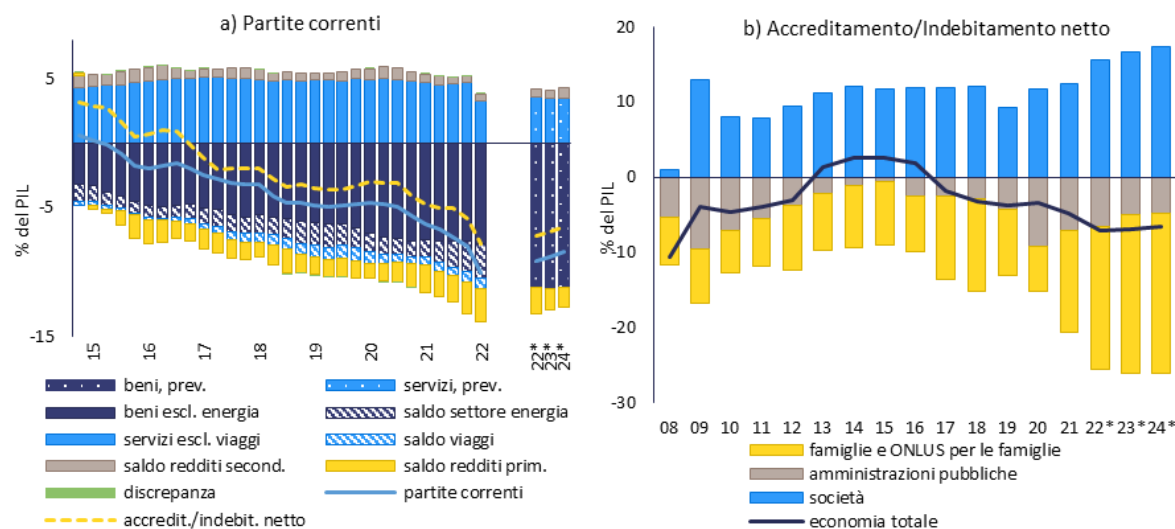 a) Partite correnti
% del PIL
5
-5
-15
15
16
17
18
19
20
21
22
22*
23*
24*
beni, prev.
servizi, prev.
beni escl. energia
saldo settore energia
servizi escl. viaggi
saldo viaggi
saldo redditi second.
saldo redditi prim.
discrepanza
partite correnti
accredit./indebit. netto
b) Accreditamento/Indebitamento netto
% del PIL
20
10
0
-10
-20
-30
08 09 10 11 12 13 14 15 16 17 18 19 20 21 22* 23* 24*
famiglie e ONLUS per le famiglie
amministrazioni pubbliche
società
economia totale